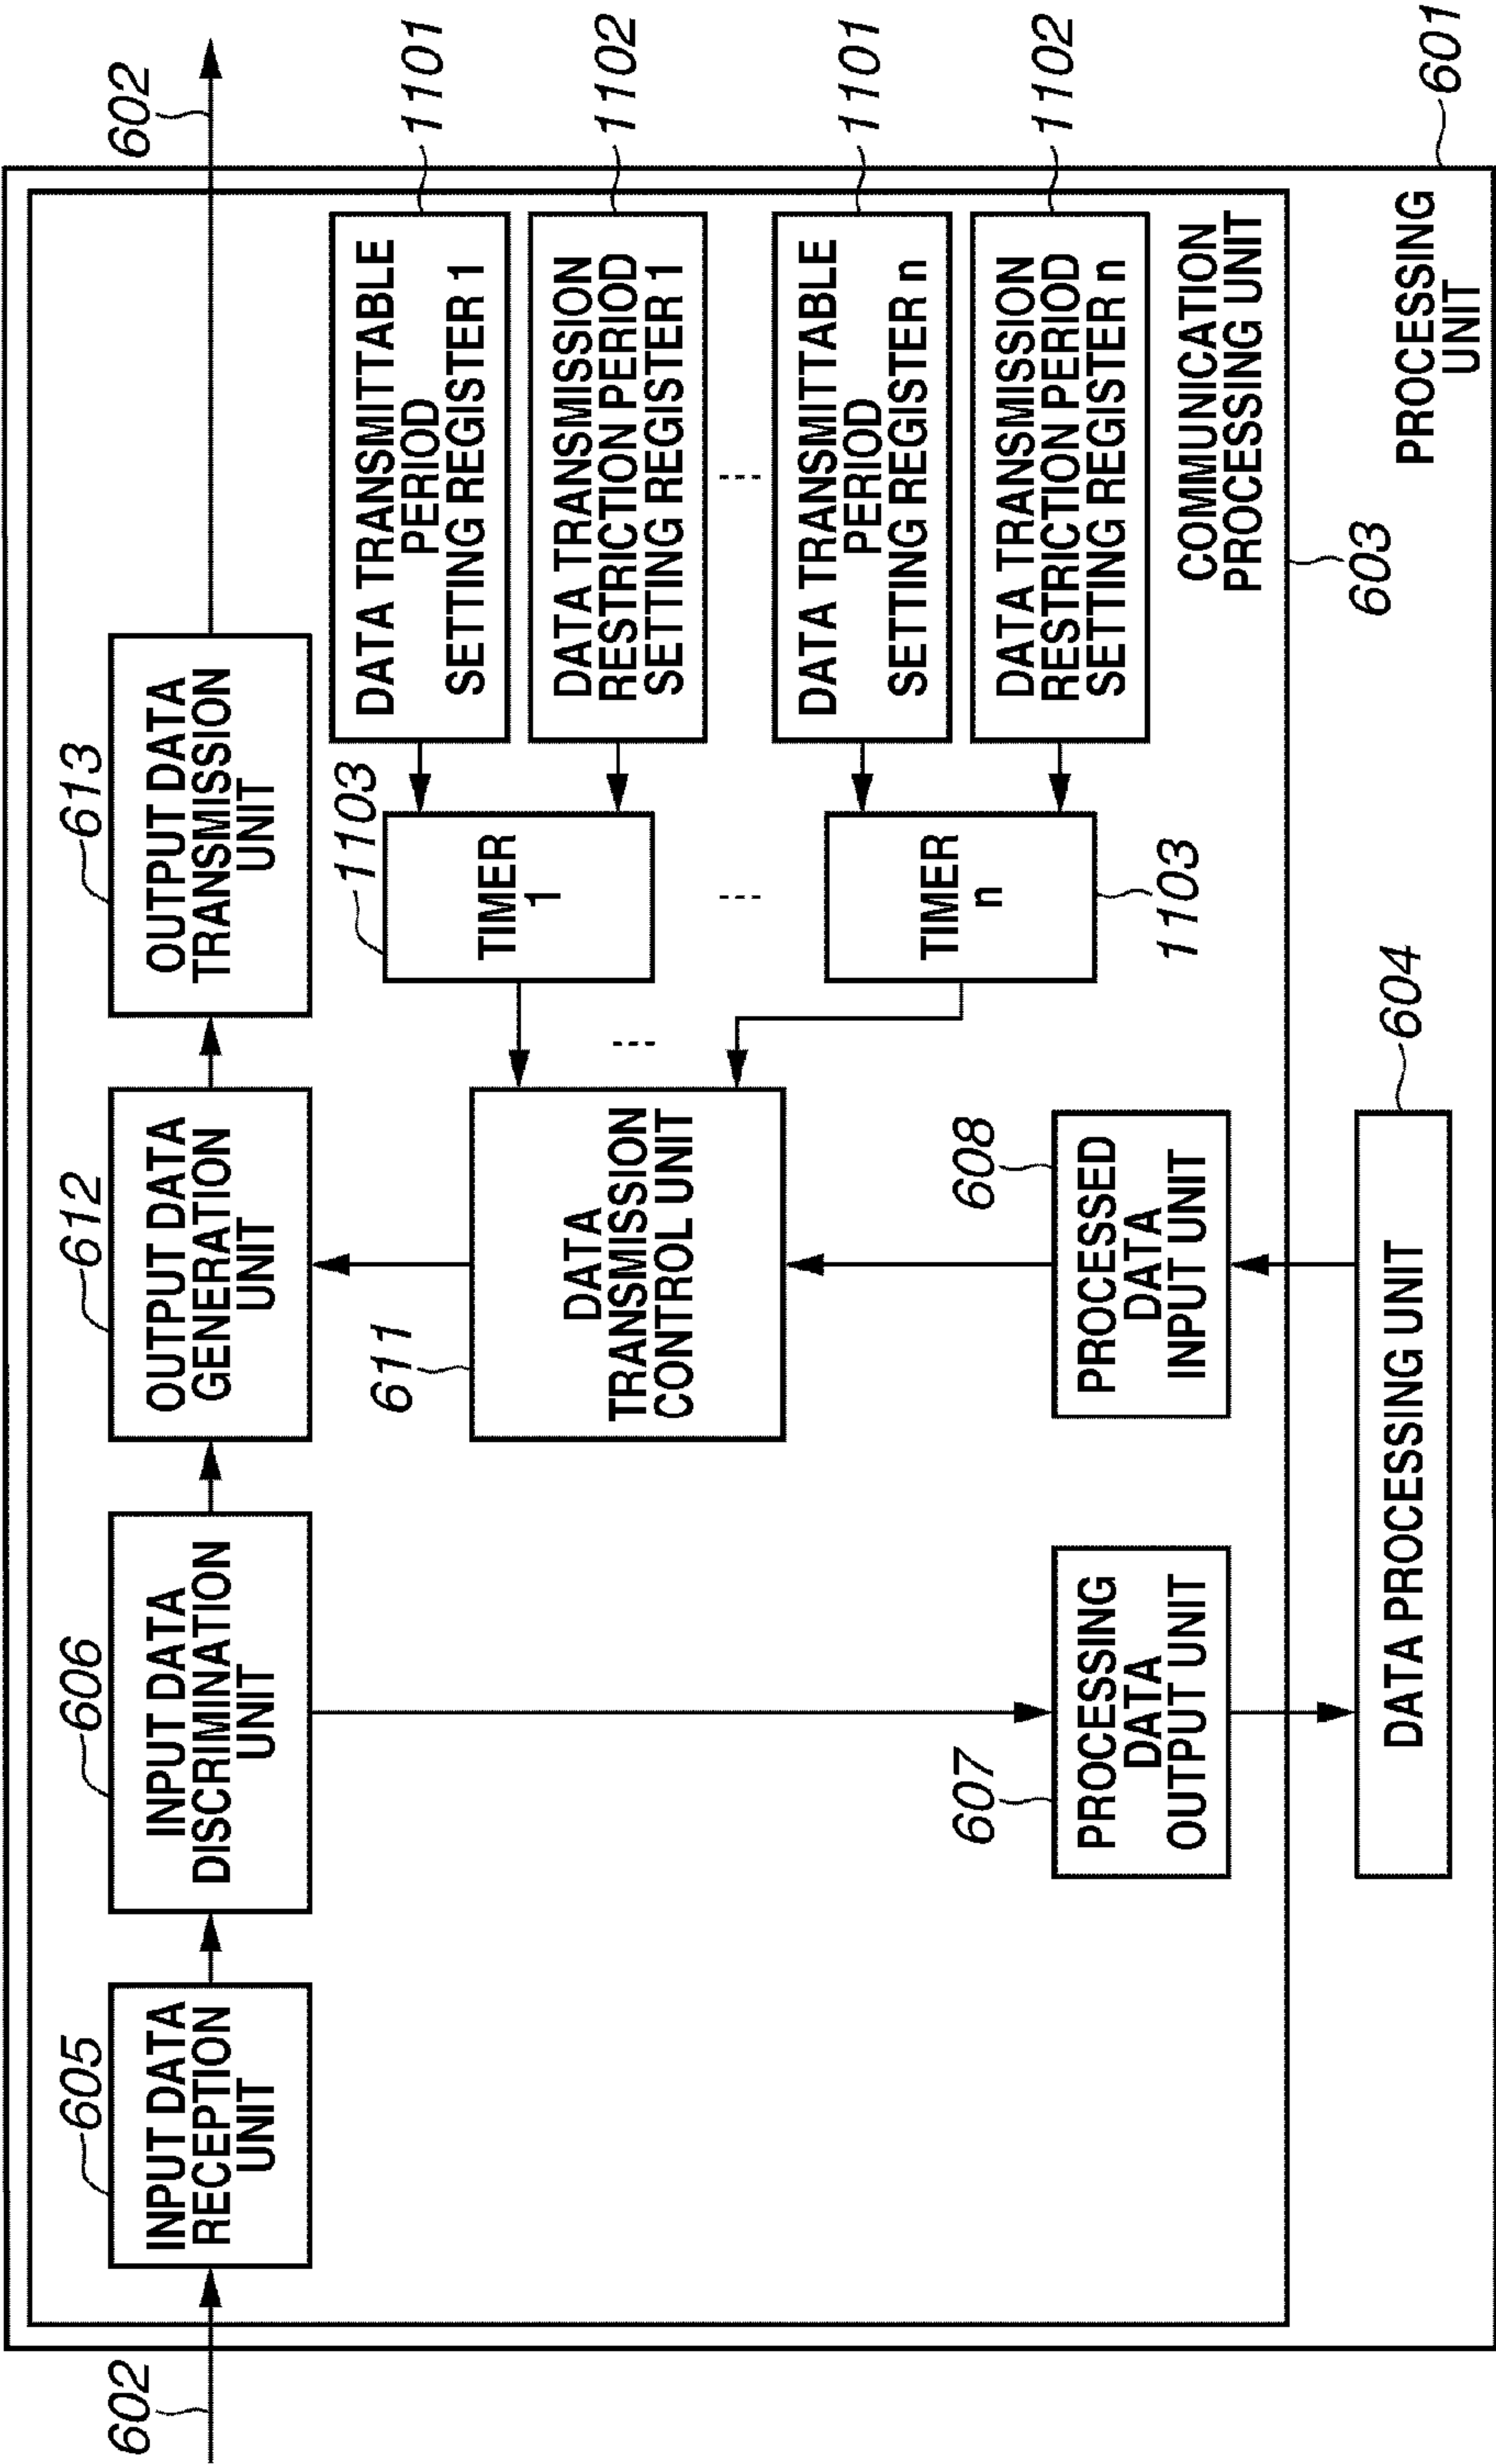 602
605
INPUT DATA
RECEPTION
UNIT
606
INPUT DATA
DISCRIMINATION
UNIT
612
OUTPUT DATA
GENERATION
UNIT
613
OUTPUT DATA
TRANSMISSION
UNIT
602
611
DATA
TRANSMISSION
CONTROL UNIT
1103
TIMER
1
DATA TRANSMITTABLE
PERIOD
SETTING REGISTER 1
1101
DATA TRANSMISSION
RESTRICTION PERIOD
SETTING REGISTER 1
1102
TIMER
n
1103
DATA TRANSMITTABLE
PERIOD
SETTING REGISTER n
1101
DATA TRANSMISSION
RESTRICTION PERIOD
SETTING REGISTER n
1102
607
PROCESSING
DATA
OUTPUT UNIT
608
PROCESSED
DATA
INPUT UNIT
COMMUNICATION
PROCESSING UNIT
603
604
DATA PROCESSING UNIT
PROCESSING
UNIT
601